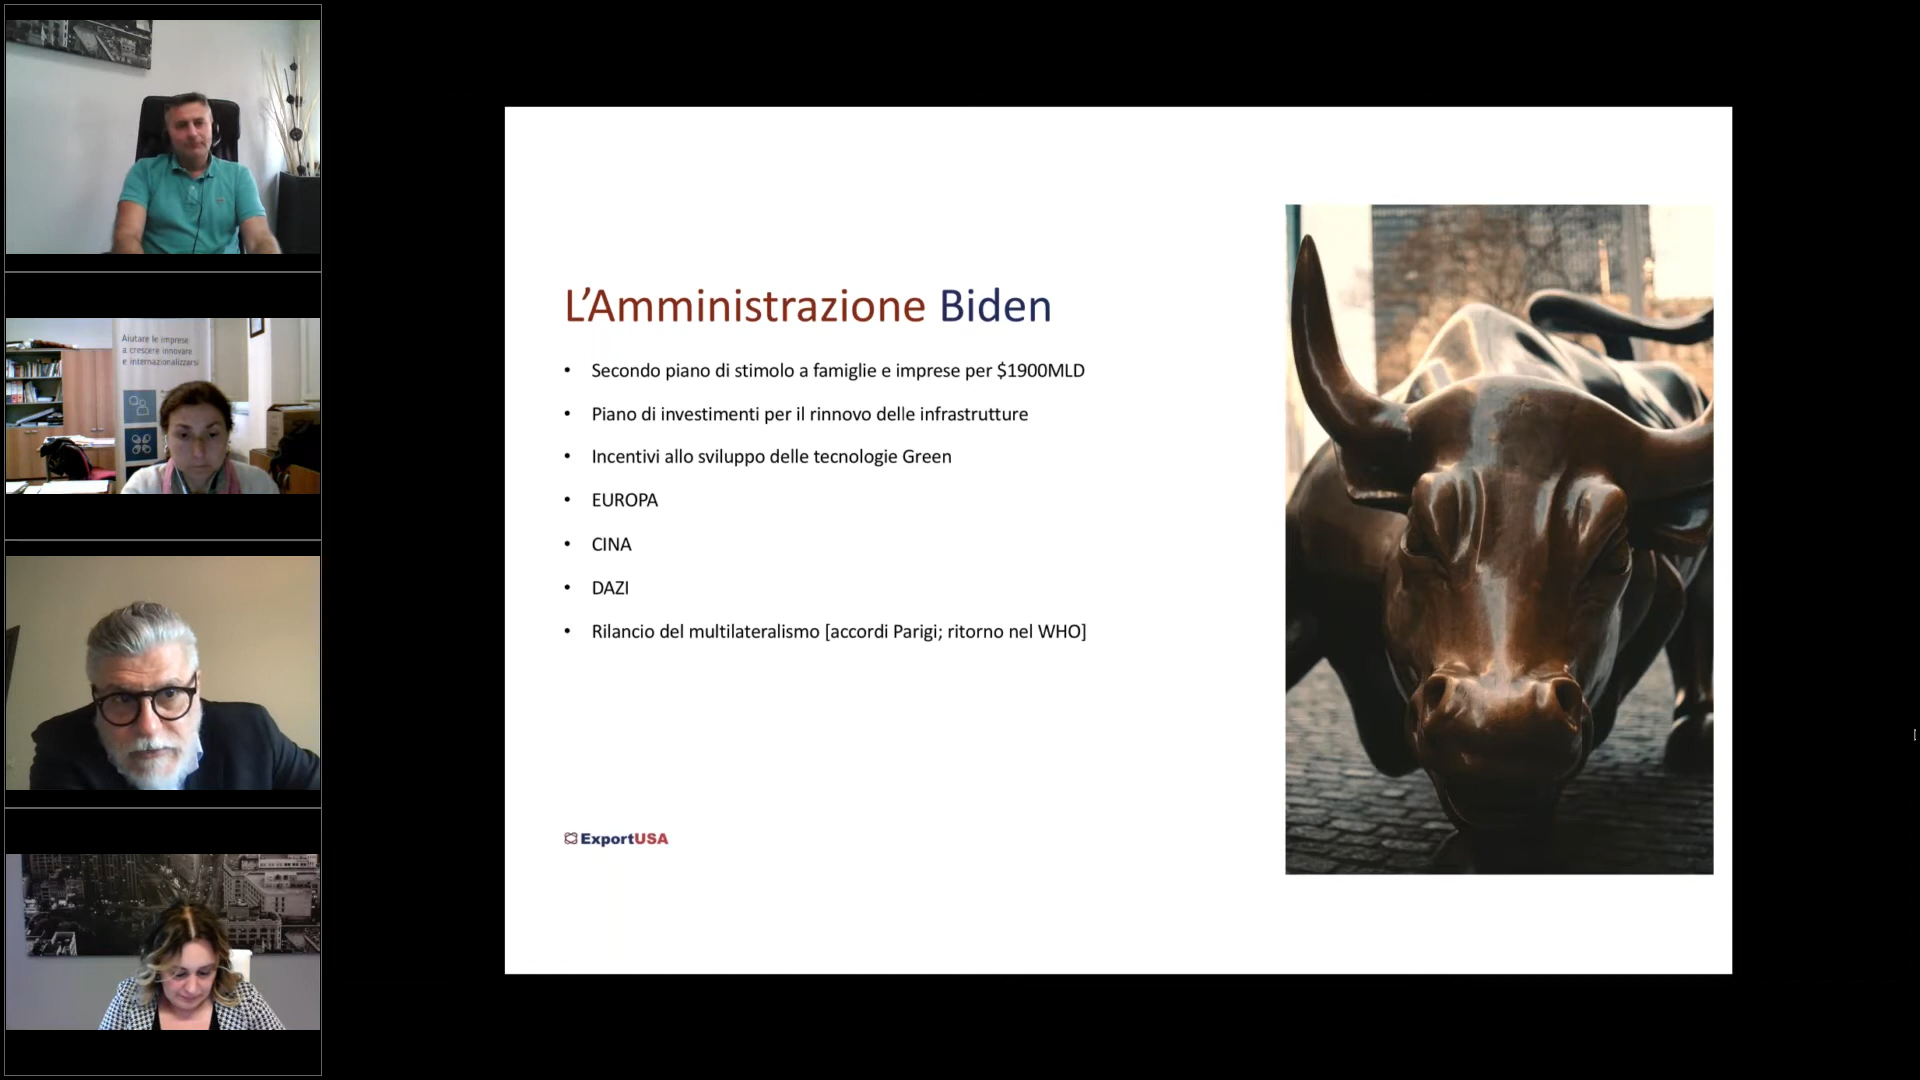 Aiutare le imprese
a crescere innovare
e internazionalizzarsi
L'Amministrazione Biden
• Secondo piano di stimolo a famiglie e imprese per $1900MLD
• Piano di investimenti per il rinnovo delle infrastrutture
• Incentivi allo sviluppo delle tecnologie Green
• EUROPA
• CINA
• DAZI
• Rilancio del multilateralismo [accordi Parigi; ritorno nel WHO]
ExportUSA